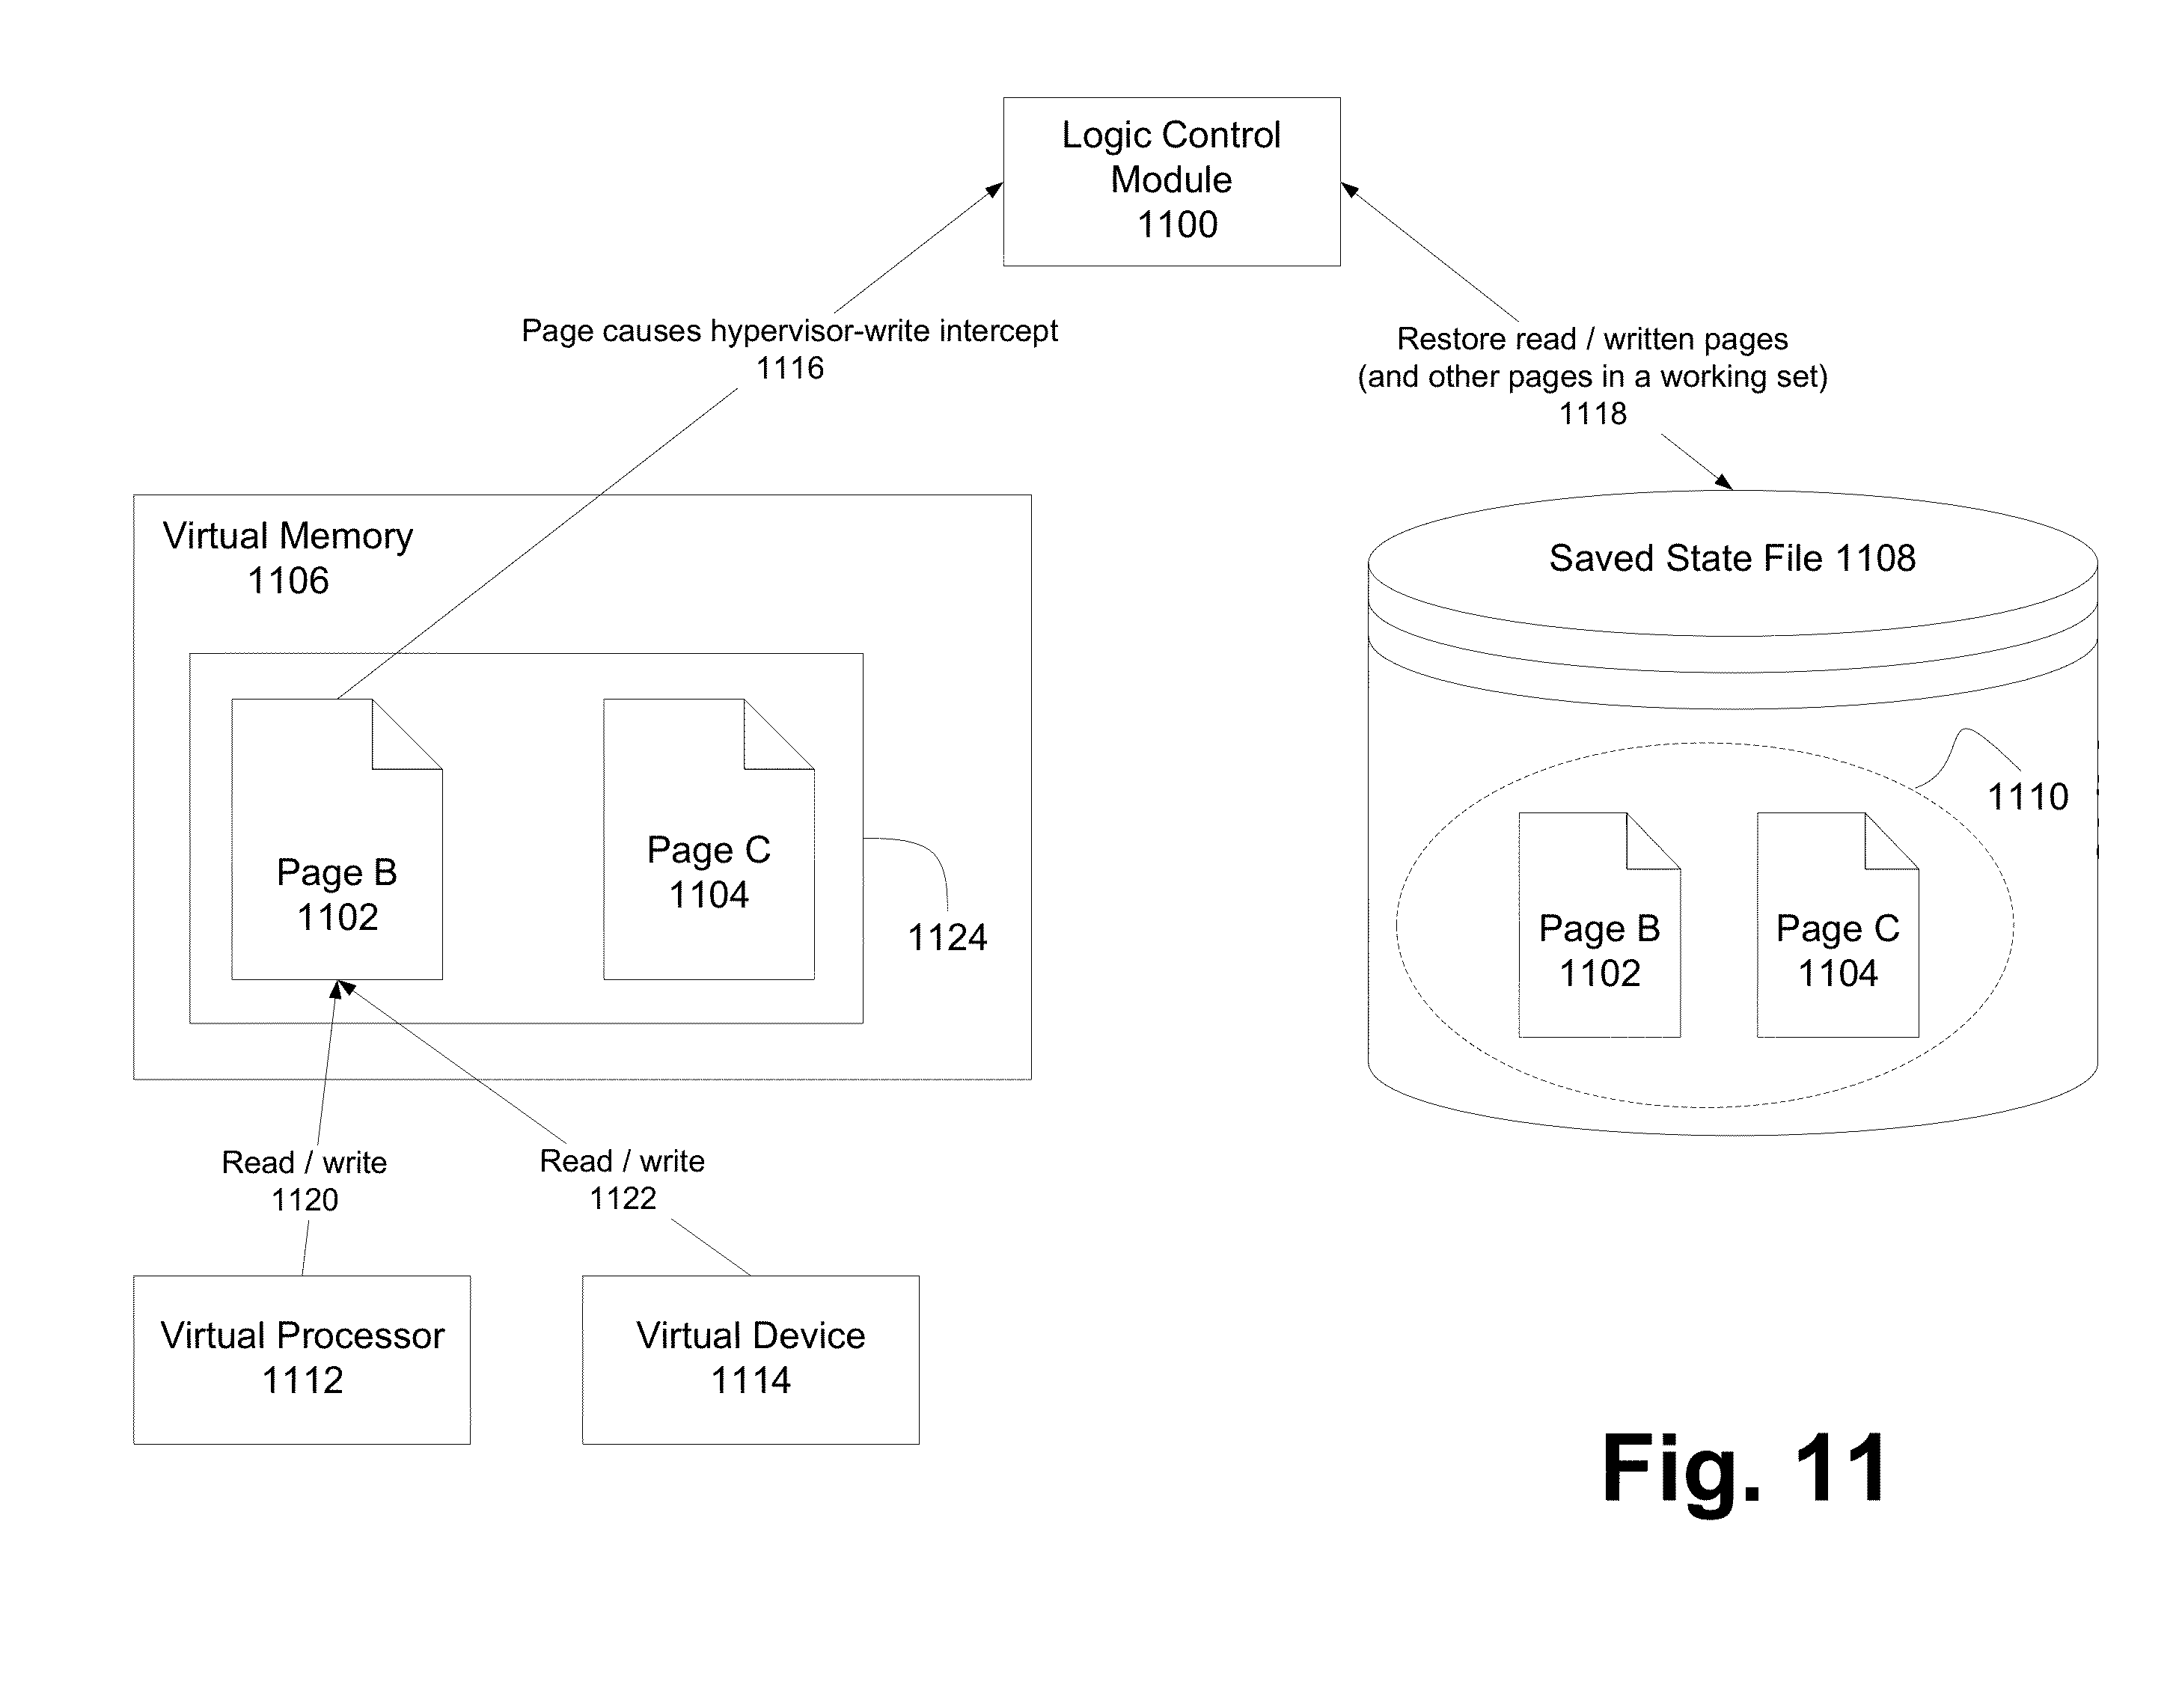 Logic Control
Module
1100
Page causes hypervisor-write intercept
1116
Restore read / written pages
(and other pages in a working set)
1118
Virtual Memory
1106
Page B
1102
Page C
1104
1124
Saved State File 1108
1110
Page B
1102
Page C
1104
Read / write
1120
Read / write
1122
Virtual Processor
1112
Virtual Device
1114
Fig. 11